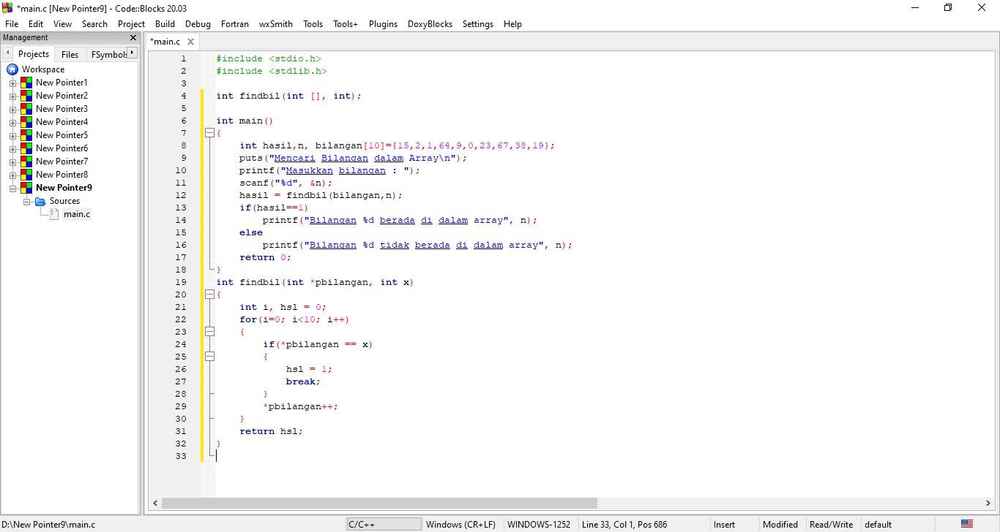 *main.c [New Pointer9] - Code::Blocks 20.03
File Edit View Search Project Build Debug Fortran wxSmith Tools Tools+ Plugins DoxyBlocks Settings Help
Management
Projects Files FSymbols
Workspace
New Pointer1
New Pointer2
New Pointer3
New Pointer4
New Pointer5
New Pointer6
New Pointer7
New Pointer8
New Pointer9
Sources
main.c
*main.c
1 #include <stdio.h>
2 #include <stdlib.h>
3
4 int findbil(int [], int);
5
6 int main()
7 {
8     int hasil,n, bilangan[10]={15,2,1,64,9,0,23,67,38,19};
9     puts("Mencari Bilangan dalam Array\n");
10     printf("Masukkan bilangan : ");
11     scanf("%d", &n);
12     hasil = findbil(bilangan,n);
13     if(hasil==1)
14         printf("Bilangan %d berada di dalam array", n);
15     else
16         printf("Bilangan %d tidak berada di dalam array", n);
17     return 0;
18 }
19 int findbil(int *pbilangan, int x)
20 {
21     int i, hsl = 0;
22     for(i=0; i<10; i++)
23     {
24         if(*pbilangan == x)
25         {
26             hsl = 1;
27             break;
28         }
29         *pbilangan++;
30     }
31     return hsl;
32 }
33
D:\New Pointer9\main.c C/C++ Windows (CR+LF) WINDOWS-1252 Line 33, Col 1, Pos 686 Insert Modified Read/Write default